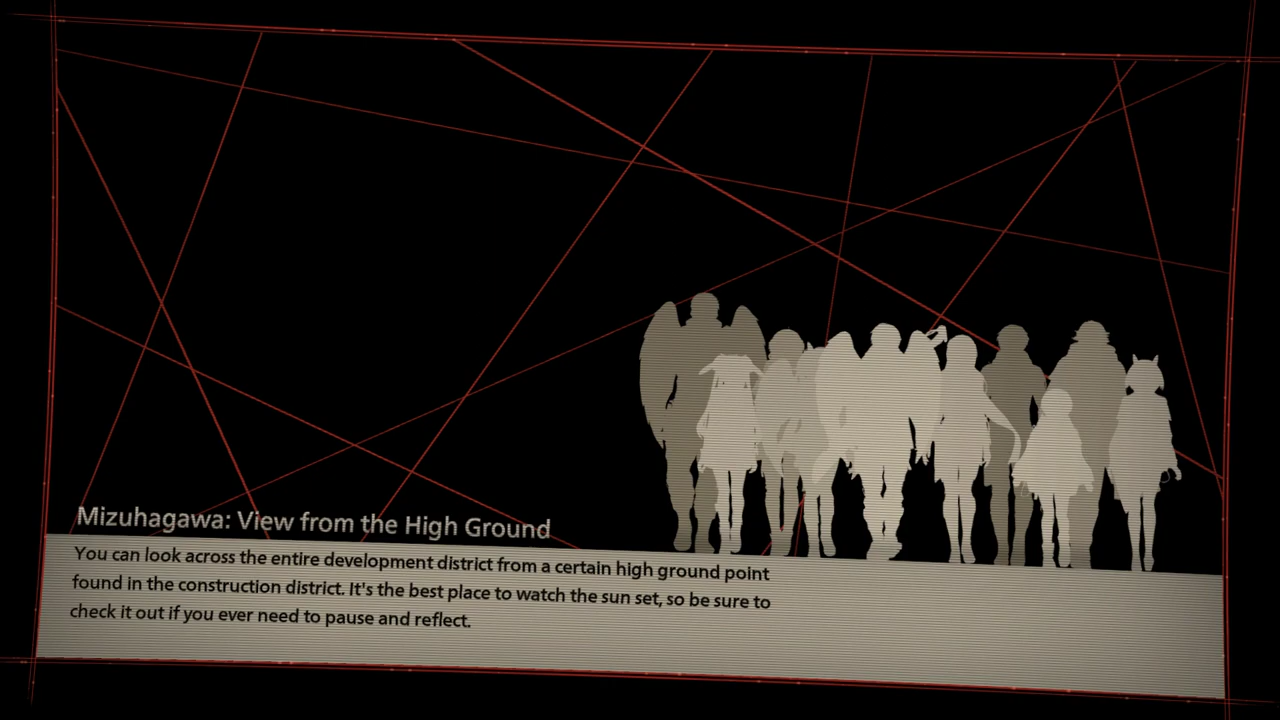 Mizuhagawa: View from the High Ground
You can look across the entire development district from a certain high ground point
found in the construction district. It's the best place to watch the sun set, so be sure to
check it out if you ever need to pause and reflect.